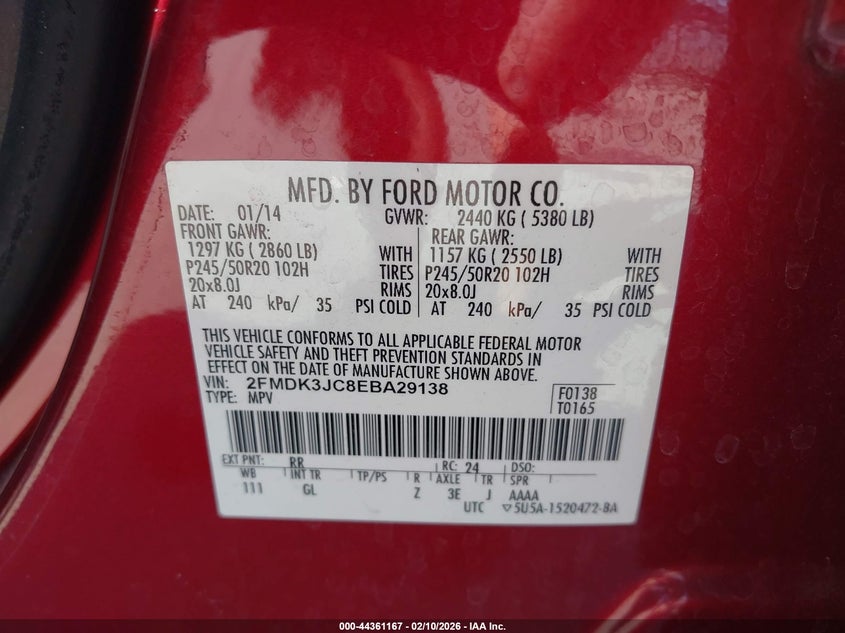 MFD. BY FORD MOTOR CO.
DATE: 01/14 GVWR: 2440 KG ( 5380 LB)
FRONT GAWR: REAR GAWR:
1297 KG ( 2860 LB) WITH 1157 KG ( 2550 LB) WITH
P245/50R20 102H TIRES P245/50R20 102H TIRES
20x8.0J RIMS 20x8.0J RIMS
AT 240 kPa/ 35 PSI COLD AT 240 kPa/ 35 PSI COLD
THIS VEHICLE CONFORMS TO ALL APPLICABLE FEDERAL MOTOR
VEHICLE SAFETY AND THEFT PREVENTION STANDARDS IN
EFFECT ON THE DATE OF MANUFACTURE SHOWN ABOVE.
VIN: 2FMDK3JC8EBA29138 F0138
TYPE: MPV T0165
EXT PNT: RR RC: 24 DSO:
WB INT TR TP/PS R AXLE TR SPR
111 GL Z 3E J AAAA
UTC ▽5U5A-1520472-BA
000-44361167 - 02/10/2026 - IAA Inc.